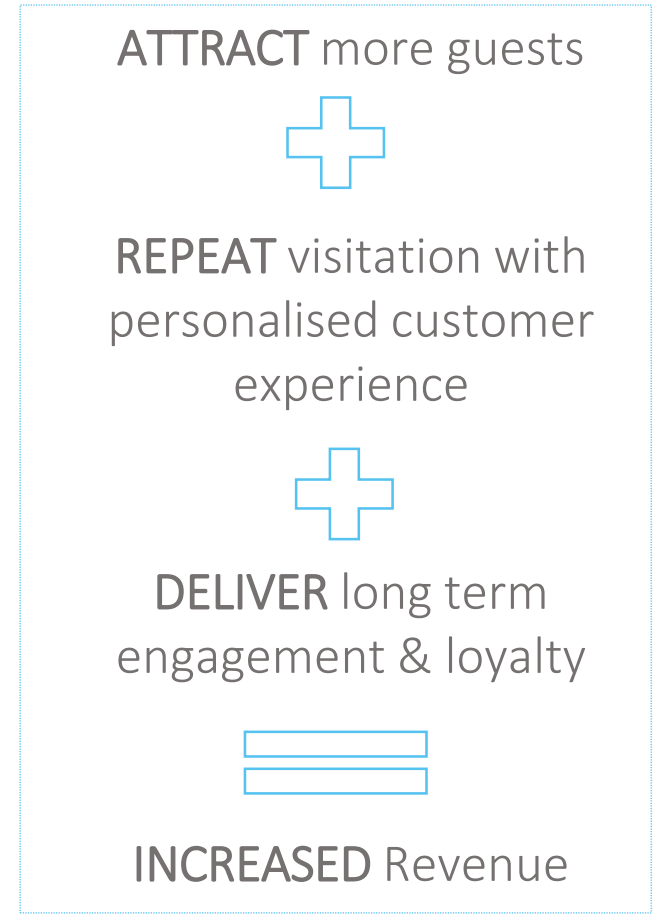 ATTRACT more guests
REPEAT visitation with
personalised customer
experience
DELIVER long term
engagement & loyalty
INCREASED Revenue